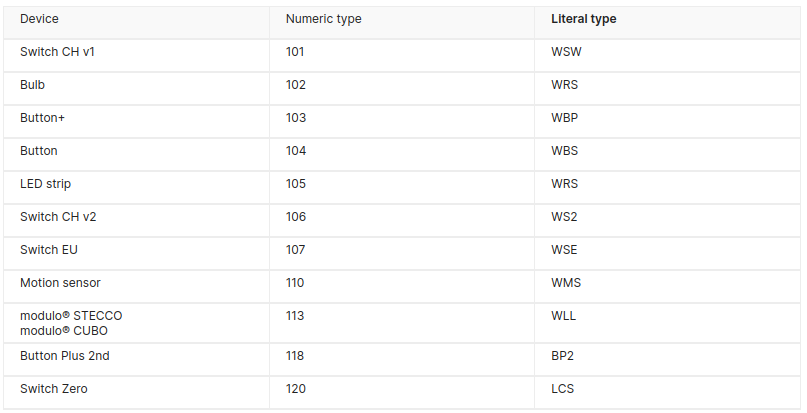 Device Numeric type Literal type
Switch CH v1 101 WSW
Bulb 102 WRS
Button+ 103 WBP
Button 104 WBS
LED strip 105 WRS
Switch CH v2 106 WS2
Switch EU 107 WSE
Motion sensor 110 WMS
modulo® STECCO 113 WLL
modulo® CUBO
Button Plus 2nd 118 BP2
Switch Zero 120 LCS